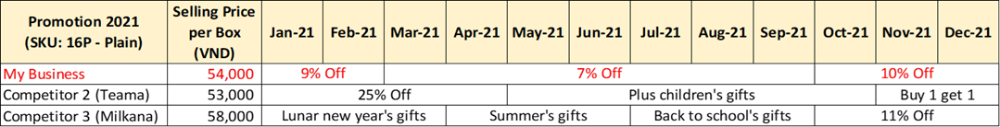 Promotion 2021
(SKU: 16P - Plain)
Selling Price
per Box
(VND)
Jan-21 Feb-21 Mar-21 Apr-21 May-21 Jun-21 Jul-21 Aug-21 Sep-21 Oct-21 Nov-21 Dec-21
My Business 54,000 9% Off 7% Off 10% Off
Competitor 2 (Teama) 53,000 25% Off Plus children's gifts Buy 1 get 1
Competitor 3 (Milkana) 58,000 Lunar new year's gifts Summer's gifts Back to school's gifts 11% Off